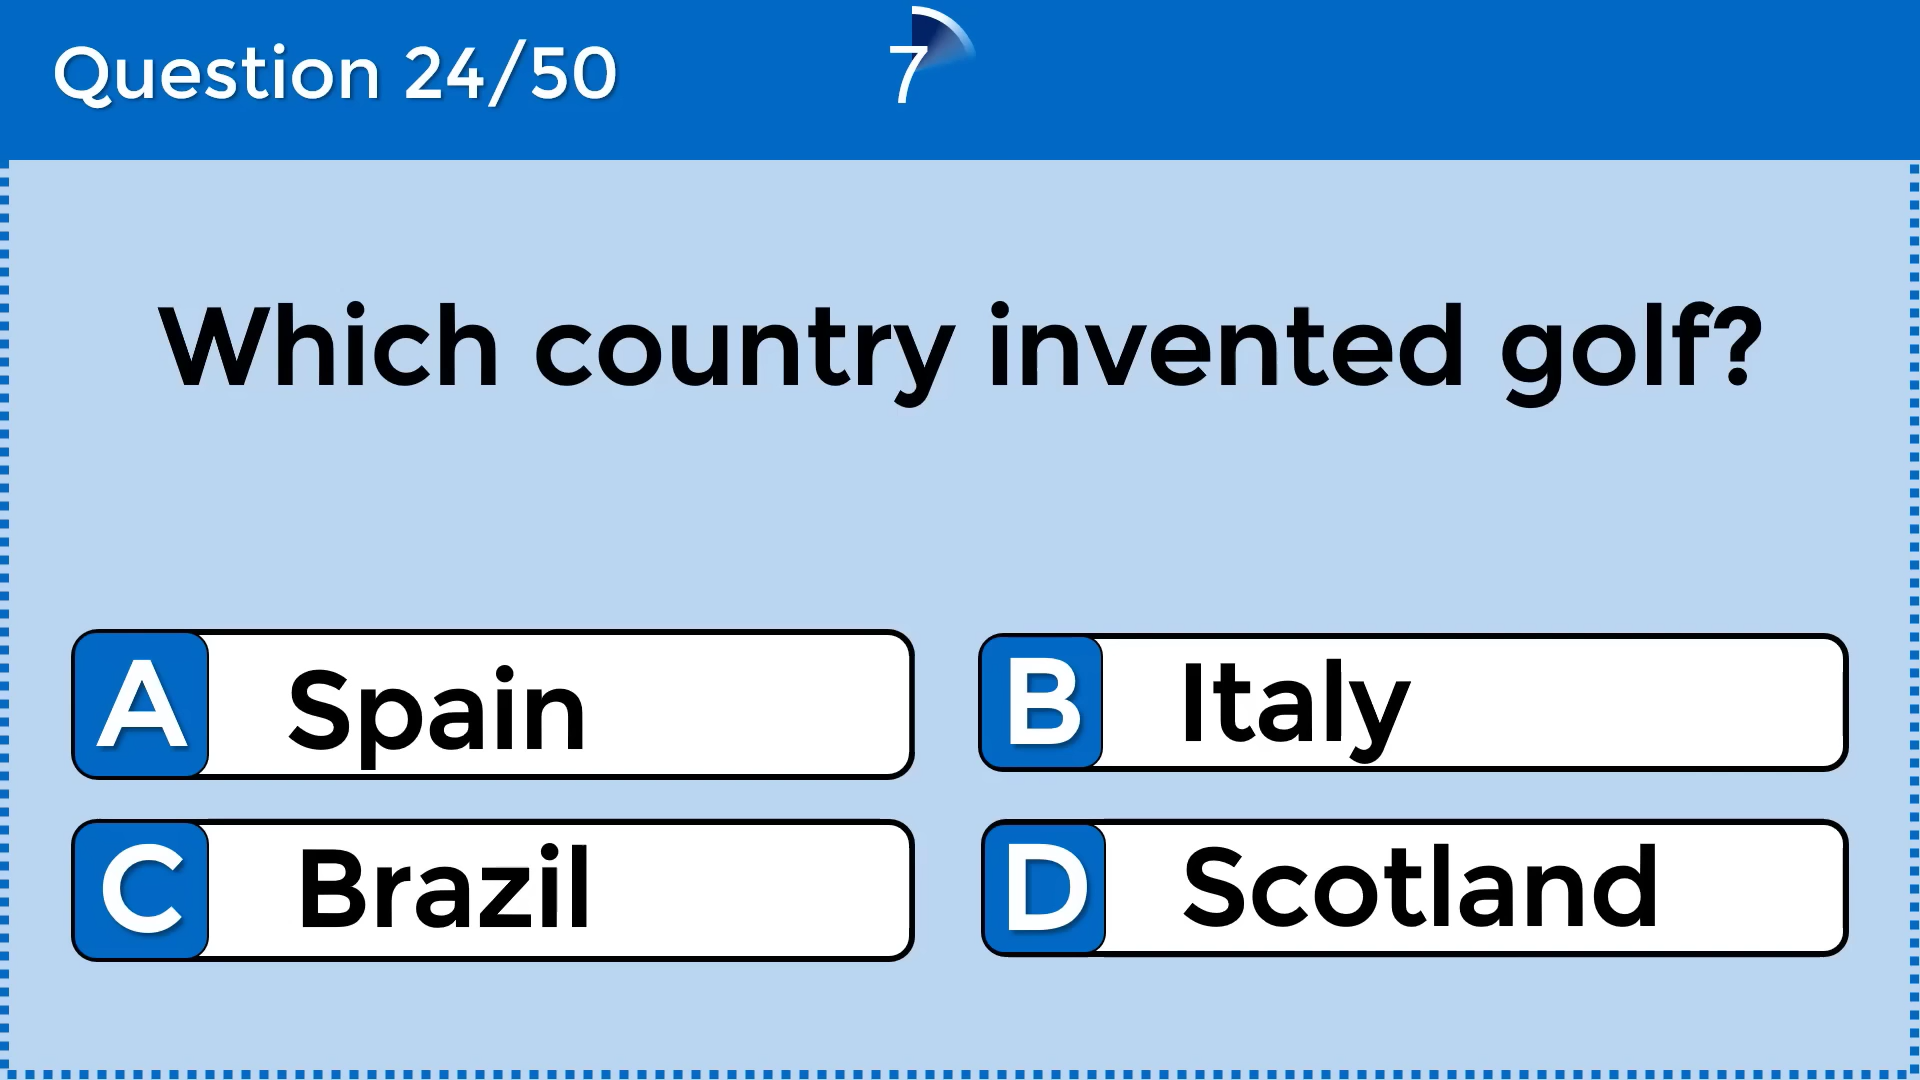 Question 24/50
7
Which country invented golf?
A Spain
B Italy
C Brazil
D Scotland